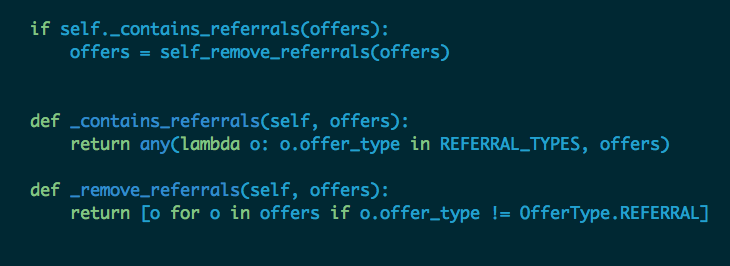 if self._contains_referrals(offers):
    offers = self_remove_referrals(offers)
def _contains_referrals(self, offers):
    return any(lambda o: o.offer_type in REFERRAL_TYPES, offers)
def _remove_referrals(self, offers):
    return [o for o in offers if o.offer_type != OfferType.REFERRAL]